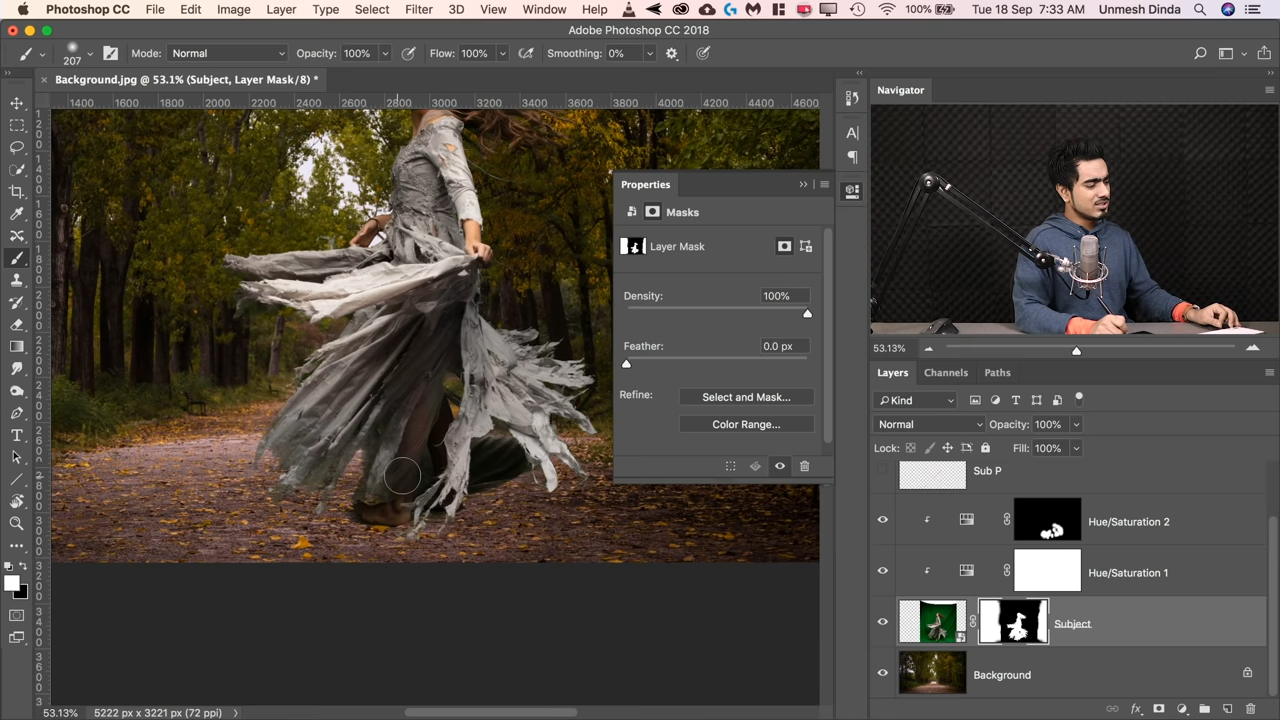 Photoshop CC File Edit Image Layer Type Select Filter 3D View Window Help 100% Tue 18 Sep 7:33 AM Unmesh Dinda
Adobe Photoshop CC 2018
207 Mode: Normal Opacity: 100% Flow: 100% Smoothing: 0%
Background.jpg @ 53.1% (Subject, Layer Mask/8) *
1400 1600 1800 2000 2200 2400 2600 2800 3000 3200 3400 3600 3800 4000 4200 4400 4600
Navigator
Properties
Masks
Layer Mask
Density: 100%
Feather: 0.0 px
Refine: Select and Mask...
Color Range...
53.13%
Layers Channels Paths
Kind
Normal Opacity: 100%
Lock: Fill: 100%
Sub P
Hue/Saturation 2
Hue/Saturation 1
Subject
Background
53.13% 5222 px x 3221 px (72 ppi)